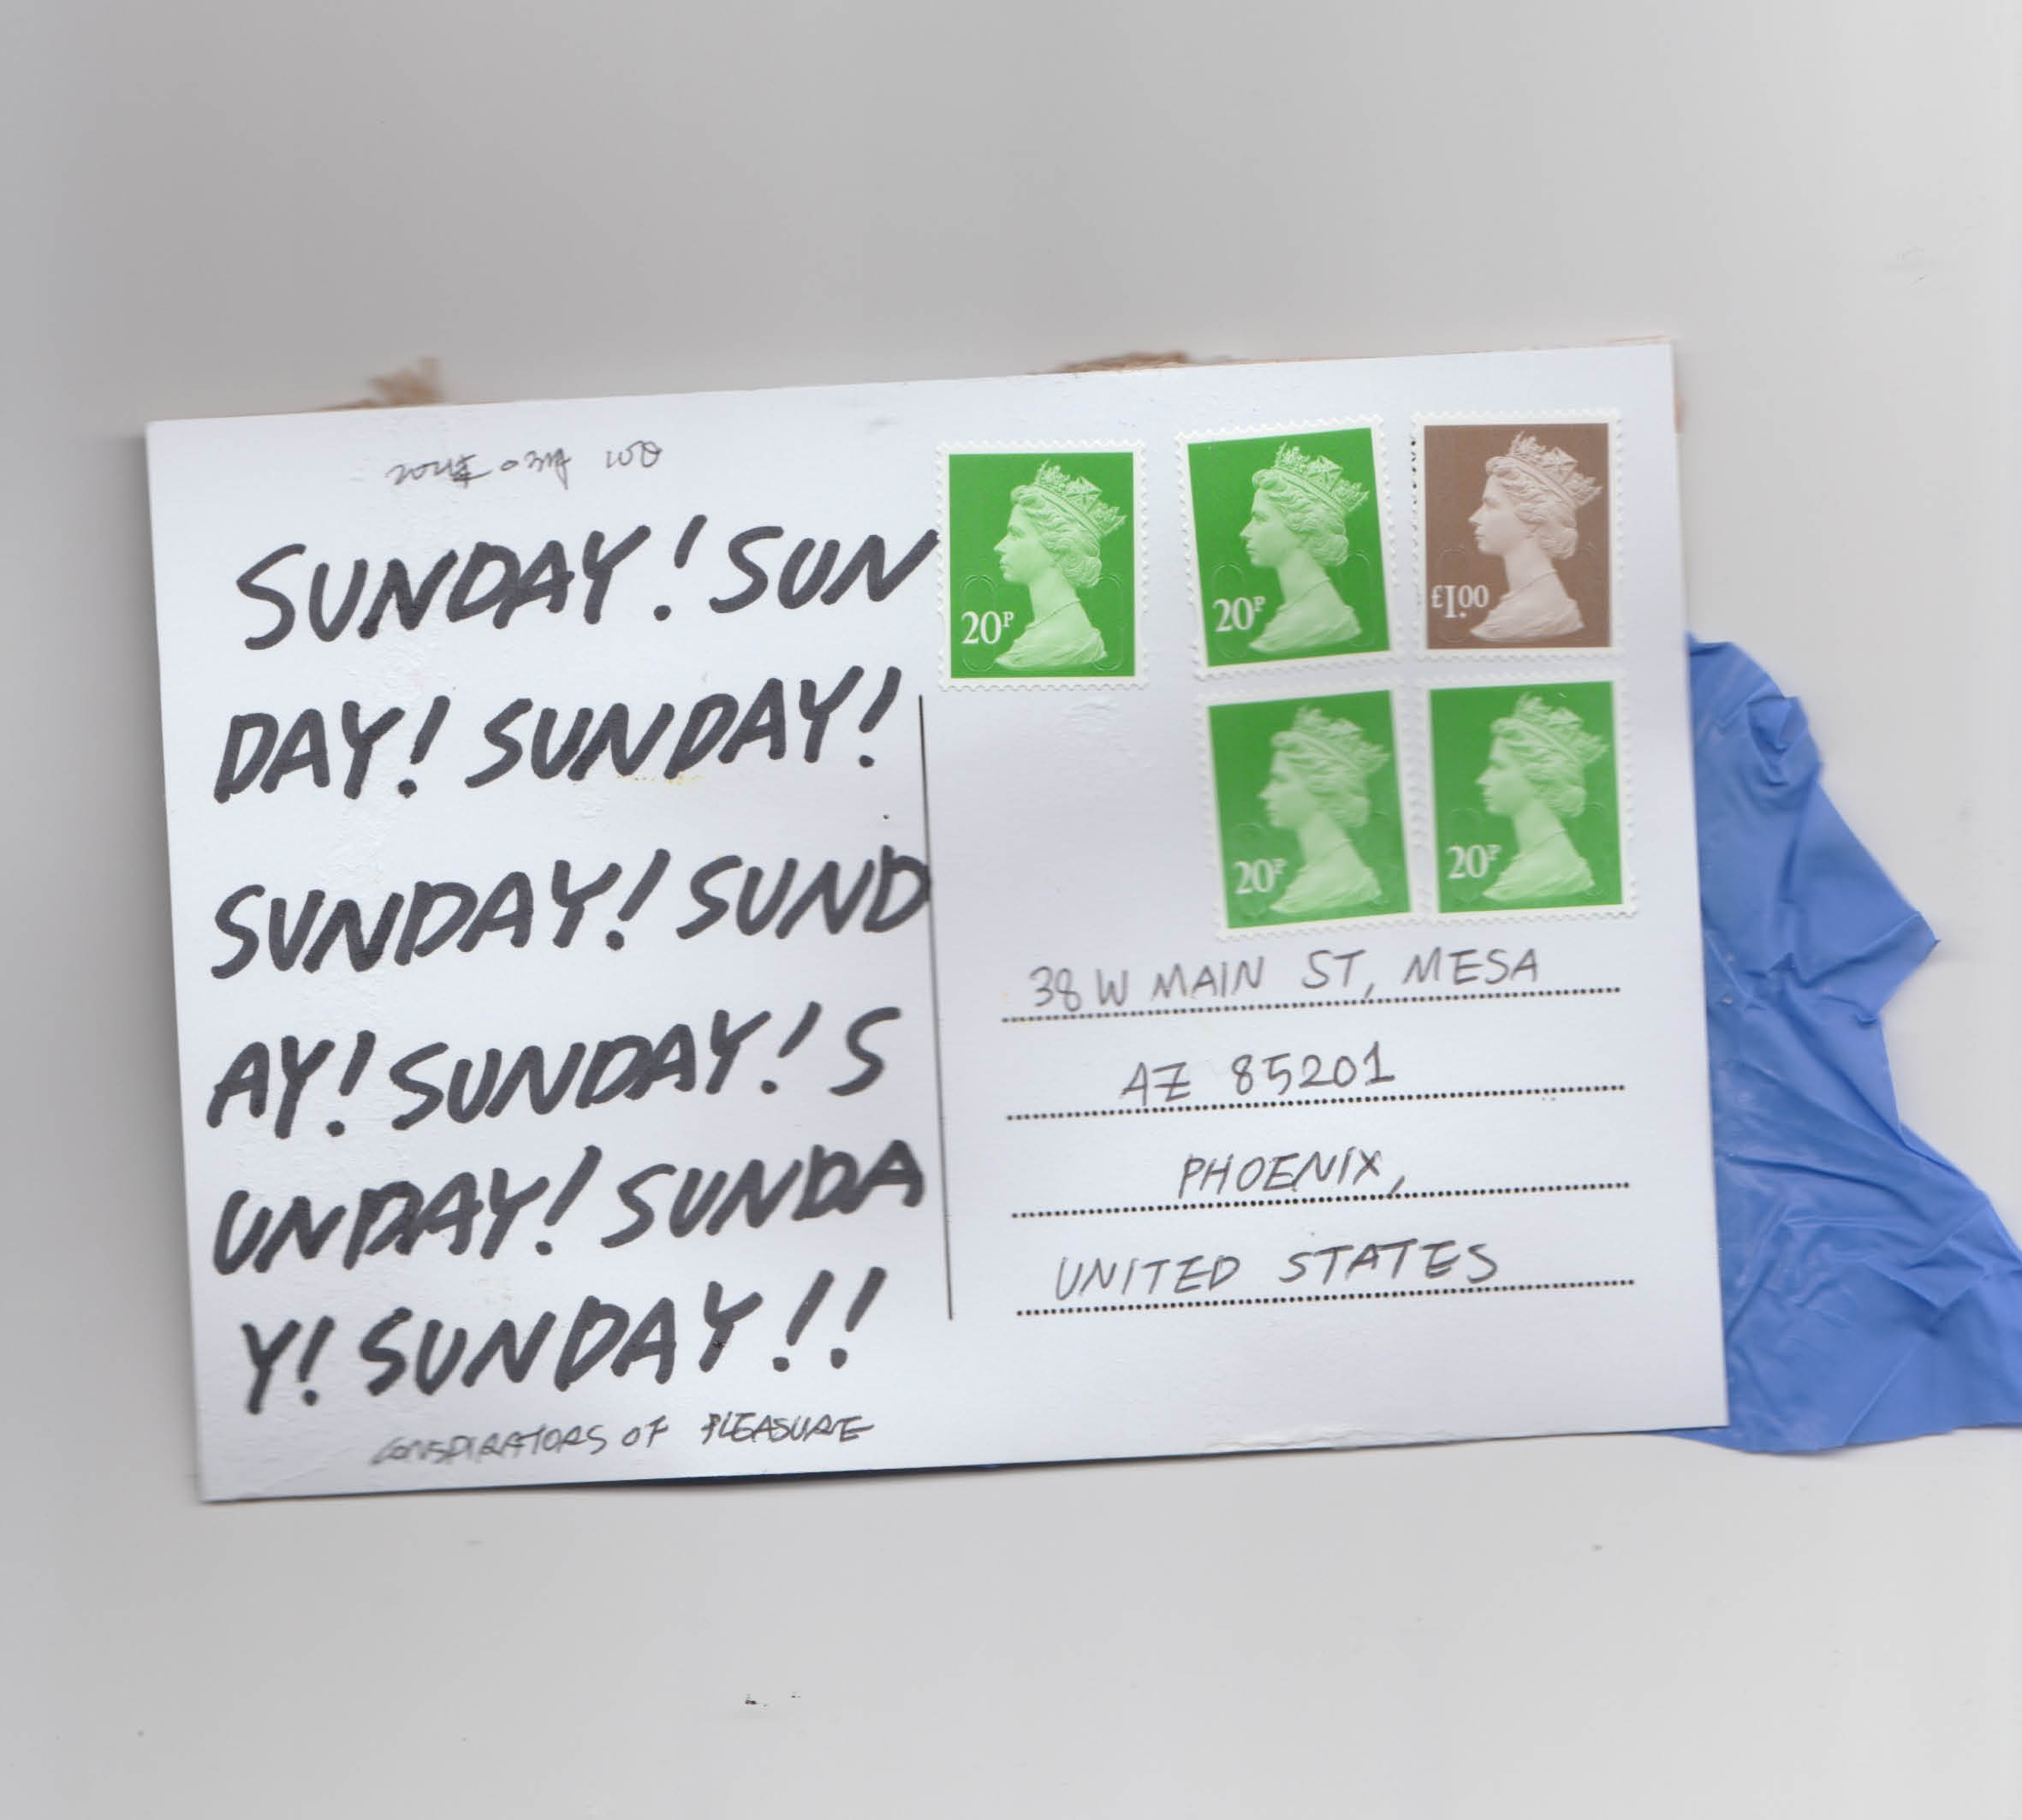 SUNDAY! SUN
DAY! SUNDAY!
SUNDAY! SUND
AY! SUNDAY! S
UNDAY! SUNDA
Y! SUNDAY!!
CONSPIRATORS OF PLEASURE
20P
20P
£1.00
20P
20P
38 W MAIN ST, MESA
AZ 85201
PHOENIX,
UNITED STATES